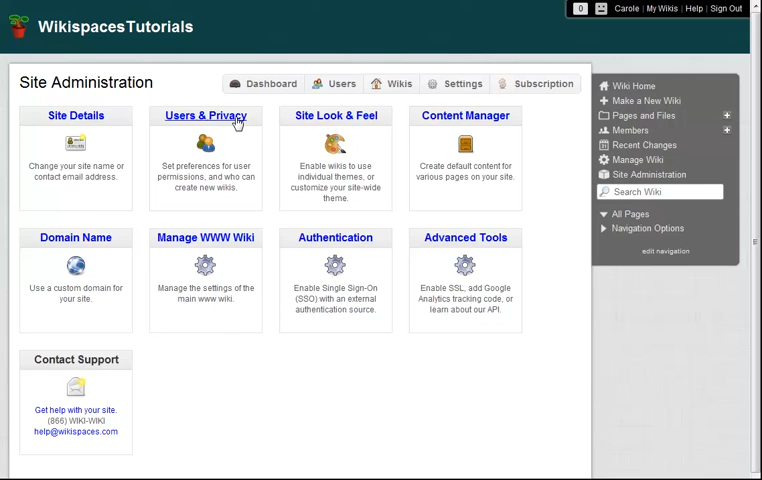 0 Carole | My Wikis | Help | Sign Out
WikispacesTutorials
Site Administration
Dashboard Users Wikis Settings Subscription
Site Details
Change your site name or
contact email address.
Users & Privacy
Set preferences for user
permissions, and who can
create new wikis.
Site Look & Feel
Enable wikis to use
individual themes, or
customize your site-wide
theme.
Content Manager
Create default content for
various pages on your site.
Domain Name
Use a custom domain for
your site.
Manage WWW Wiki
Manage the settings of the
main www wiki.
Authentication
Enable Single Sign-On
(SSO) with an external
authentication source.
Advanced Tools
Enable SSL, add Google
Analytics tracking code, or
learn about our API.
Contact Support
Get help with your site.
(866) WIKI-WIKI
help@wikispaces.com
Wiki Home
Make a New Wiki
Pages and Files
Members
Recent Changes
Manage Wiki
Site Administration
Search Wiki
All Pages
Navigation Options
edit navigation